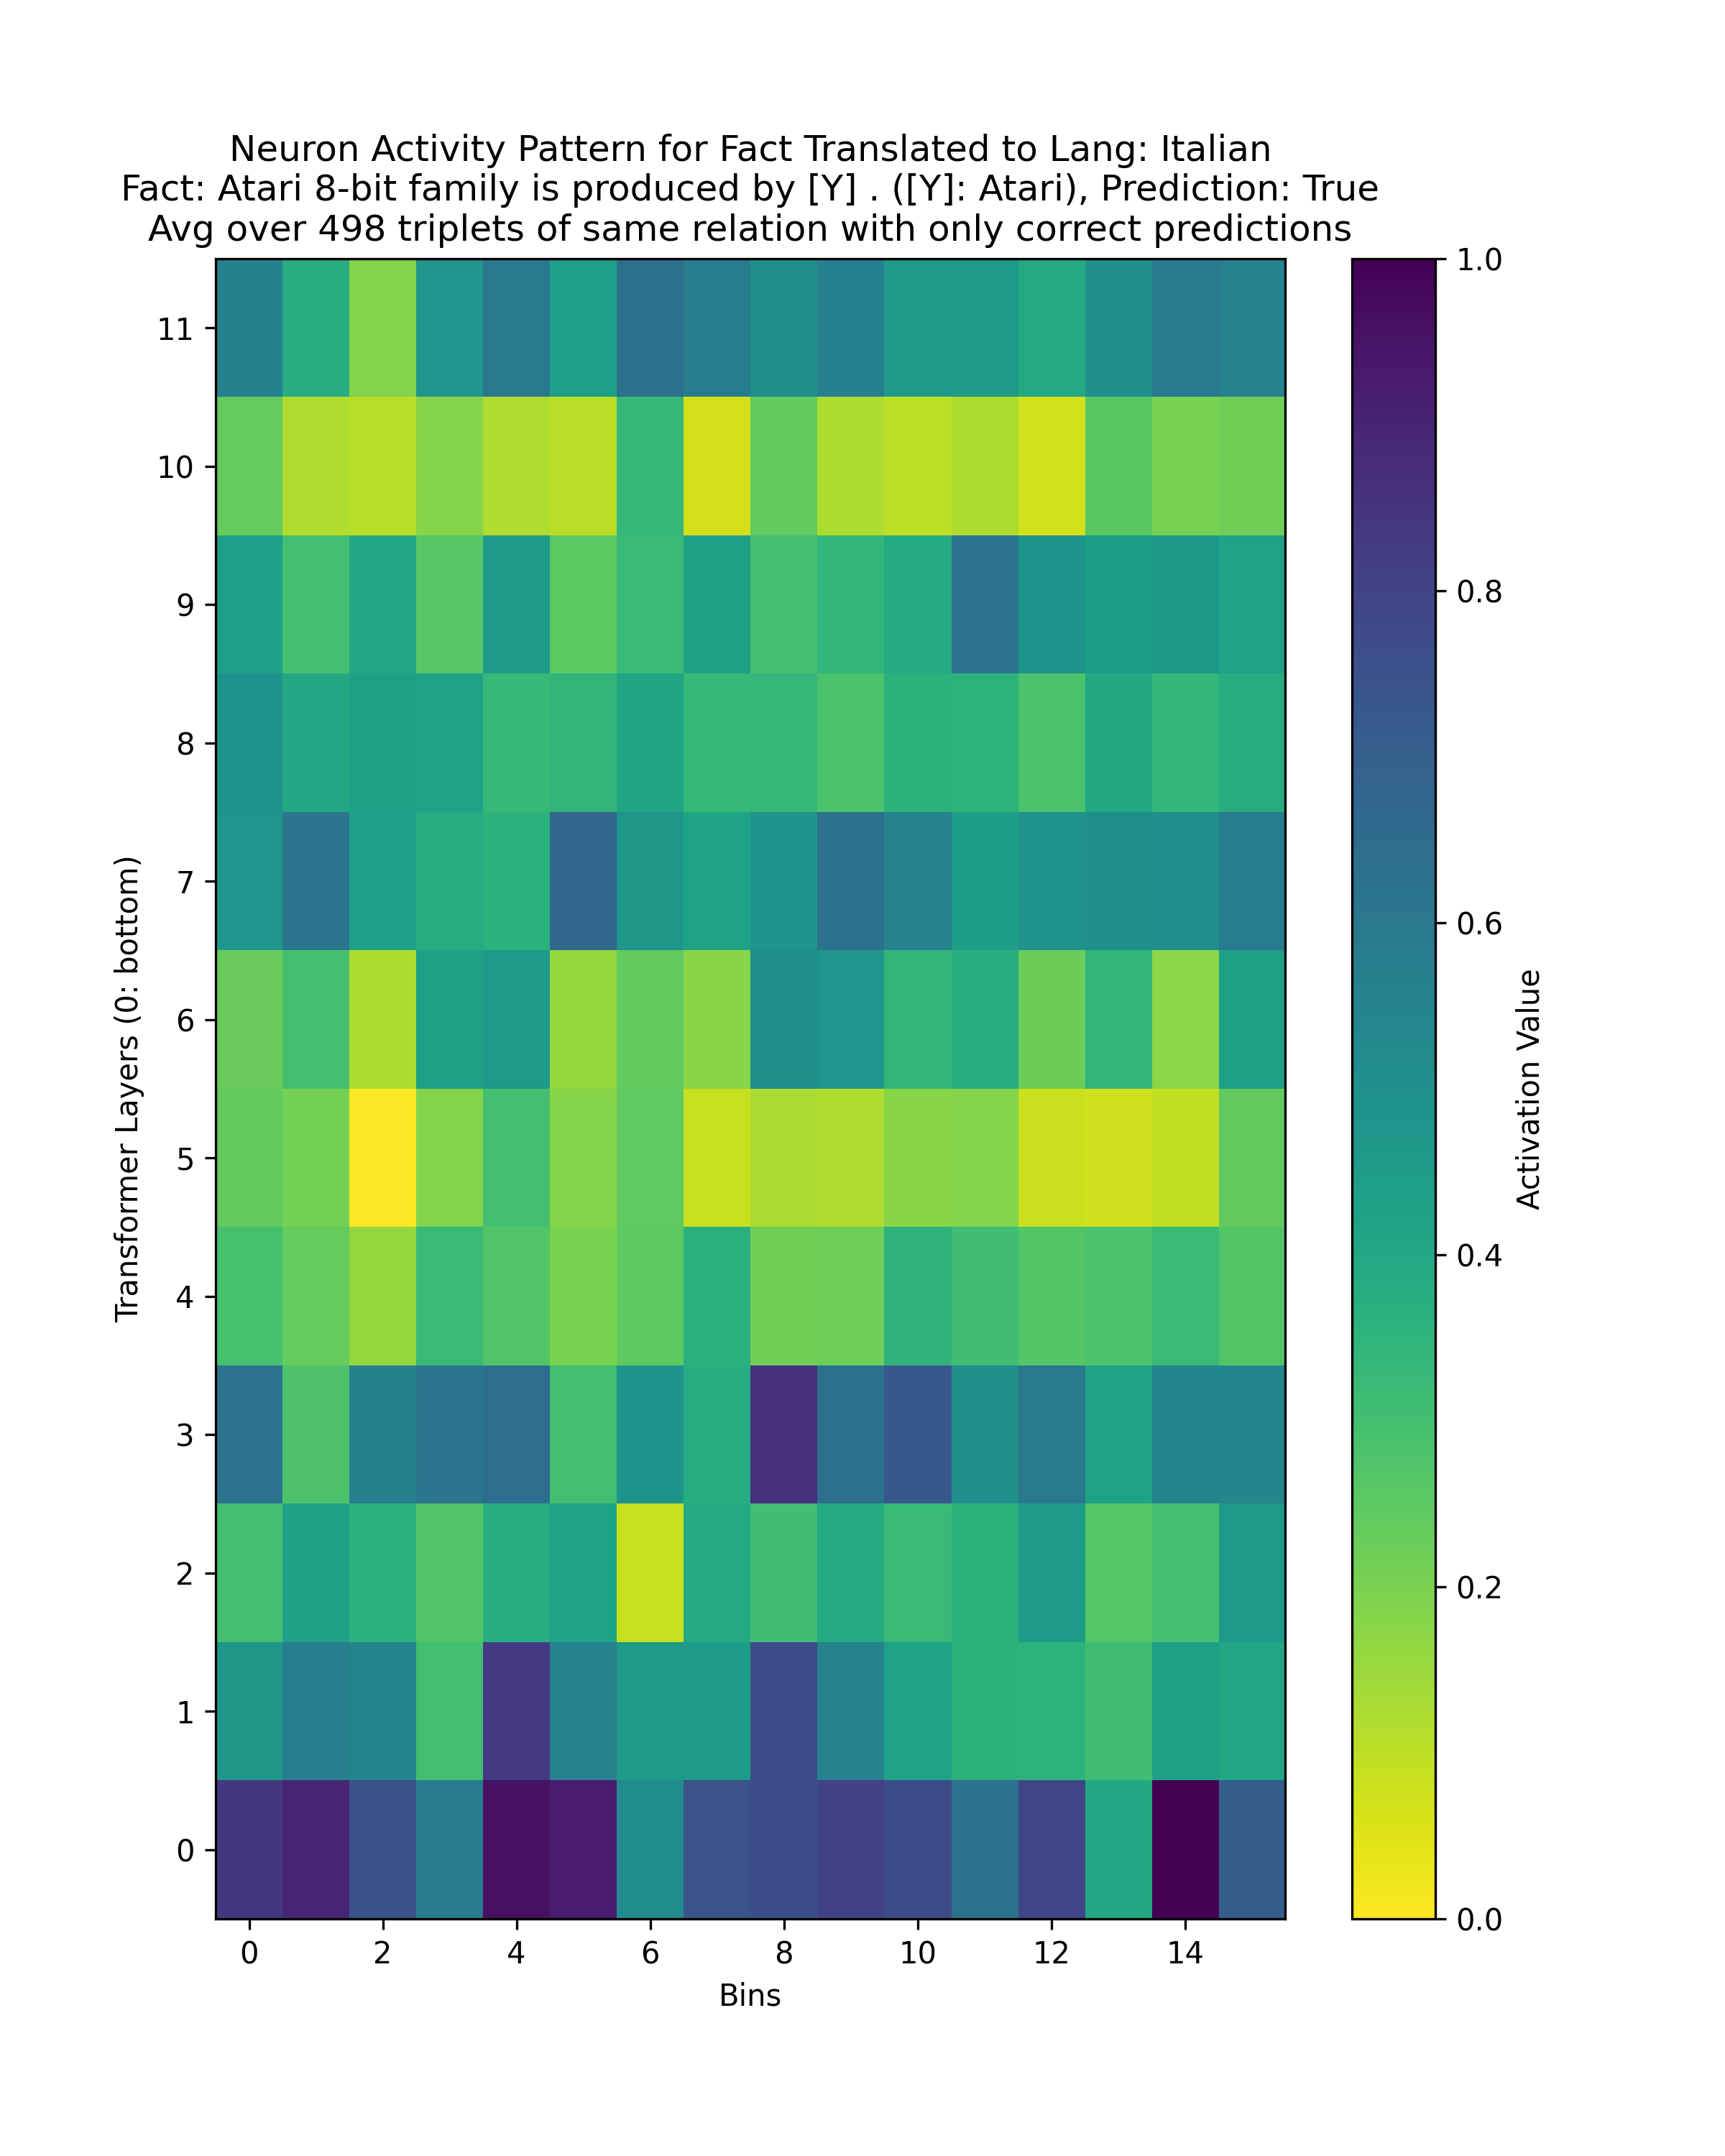 Neuron Activity Pattern for Fact Translated to Lang: Italian
Fact: Atari 8-bit family is produced by [Y] . ([Y]: Atari), Prediction: True
Avg over 498 triplets of same relation with only correct predictions
Transformer Layers (0: bottom)
11
10
9
8
7
6
5
4
3
2
1
0
0 2 4 6 8 10 12 14
Bins
1.0
0.8
0.6
0.4
0.2
0.0
Activation Value